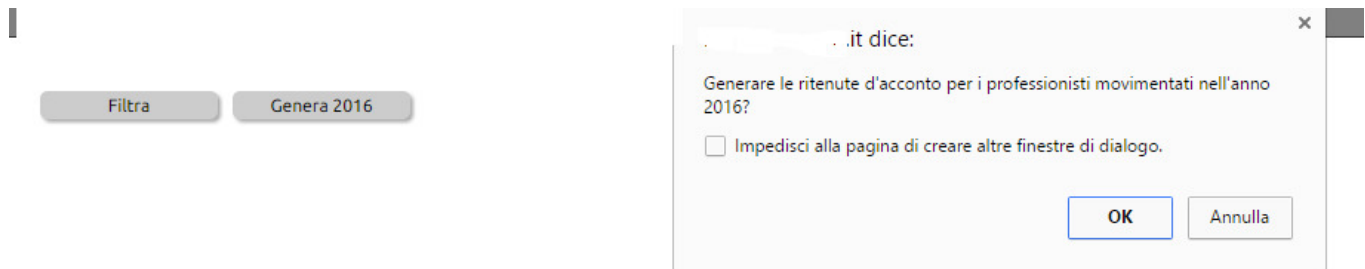 .it dice:
Generare le ritenute d'acconto per i professionisti movimentati nell'anno
2016?
Impedisci alla pagina di creare altre finestre di dialogo.
OK Annulla
Filtra Genera 2016